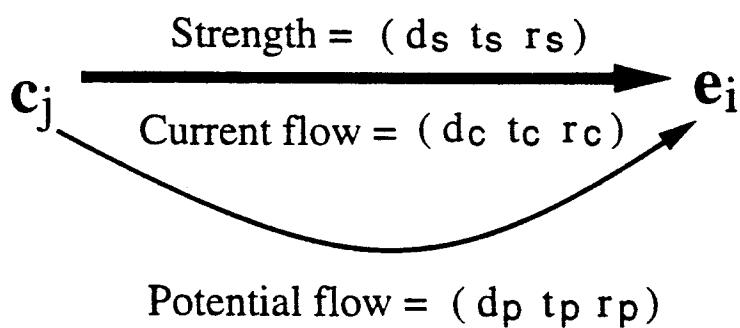 Strength = (ds ts rs)
cj ei
Current flow = (dc tc rc)
Potential flow = (dp tp rp)